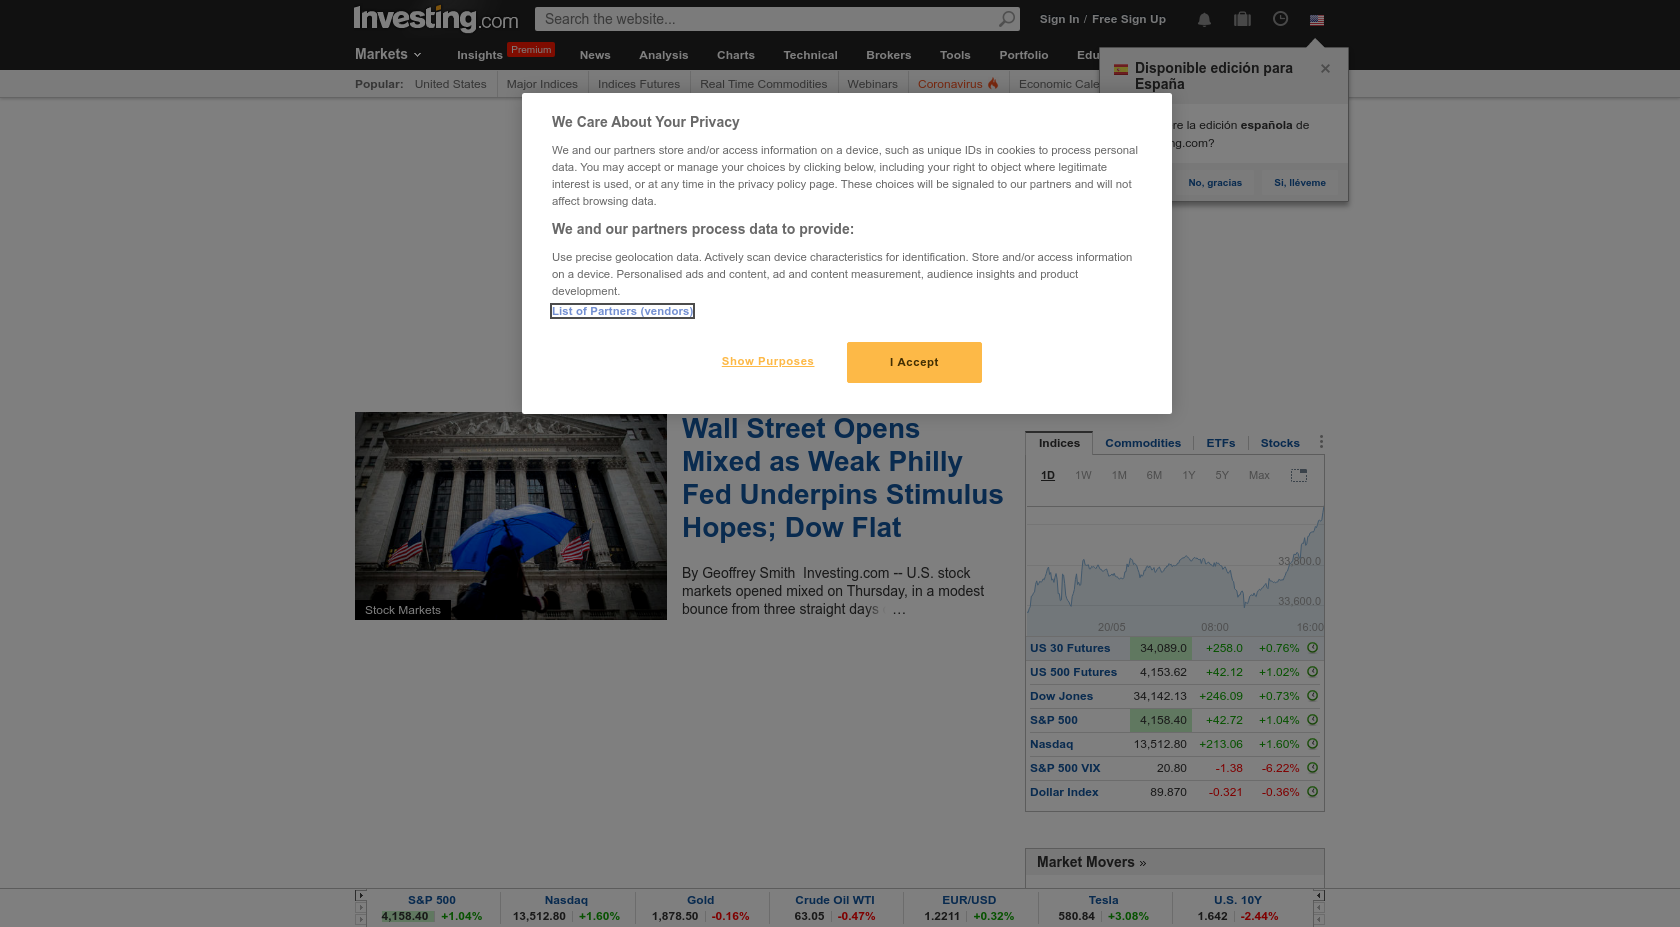 Investing.com
Search the website...
Sign In / Free Sign Up
Markets
Insights
Premium
News
Analysis
Charts
Technical
Brokers
Tools
Portfolio
Edu
Popular:
United States
Major Indices
Indices Futures
Real Time Commodities
Webinars
Coronavirus
Economic Cale
Disponible edición para
España
re la edición española de
ng.com?
No, gracias
Si, lléveme
We Care About Your Privacy
We and our partners store and/or access information on a device, such as unique IDs in cookies to process personal
data. You may accept or manage your choices by clicking below, including your right to object where legitimate
interest is used, or at any time in the privacy policy page. These choices will be signaled to our partners and will not
affect browsing data.
We and our partners process data to provide:
Use precise geolocation data. Actively scan device characteristics for identification. Store and/or access information
on a device. Personalised ads and content, ad and content measurement, audience insights and product
development.
List of Partners (vendors)
Show Purposes
I Accept
Stock Markets
Wall Street Opens
Mixed as Weak Philly
Fed Underpins Stimulus
Hopes; Dow Flat
By Geoffrey Smith  Investing.com -- U.S. stock
markets opened mixed on Thursday, in a modest
bounce from three straight days ...
Indices
Commodities
ETFs
Stocks
1D 1W 1M 6M 1Y 5Y Max
33,800.0
33,600.0
20/05 08:00 16:00
US 30 Futures 34,089.0 +258.0 +0.76%
US 500 Futures 4,153.62 +42.12 +1.02%
Dow Jones 34,142.13 +246.09 +0.73%
S&P 500 4,158.40 +42.72 +1.04%
Nasdaq 13,512.80 +213.06 +1.60%
S&P 500 VIX 20.80 -1.38 -6.22%
Dollar Index 89.870 -0.321 -0.36%
Market Movers »
S&P 500
4,158.40 +1.04%
Nasdaq
13,512.80 +1.60%
Gold
1,878.50 -0.16%
Crude Oil WTI
63.05 -0.47%
EUR/USD
1.2211 +0.32%
Tesla
580.84 +3.08%
U.S. 10Y
1.642 -2.44%